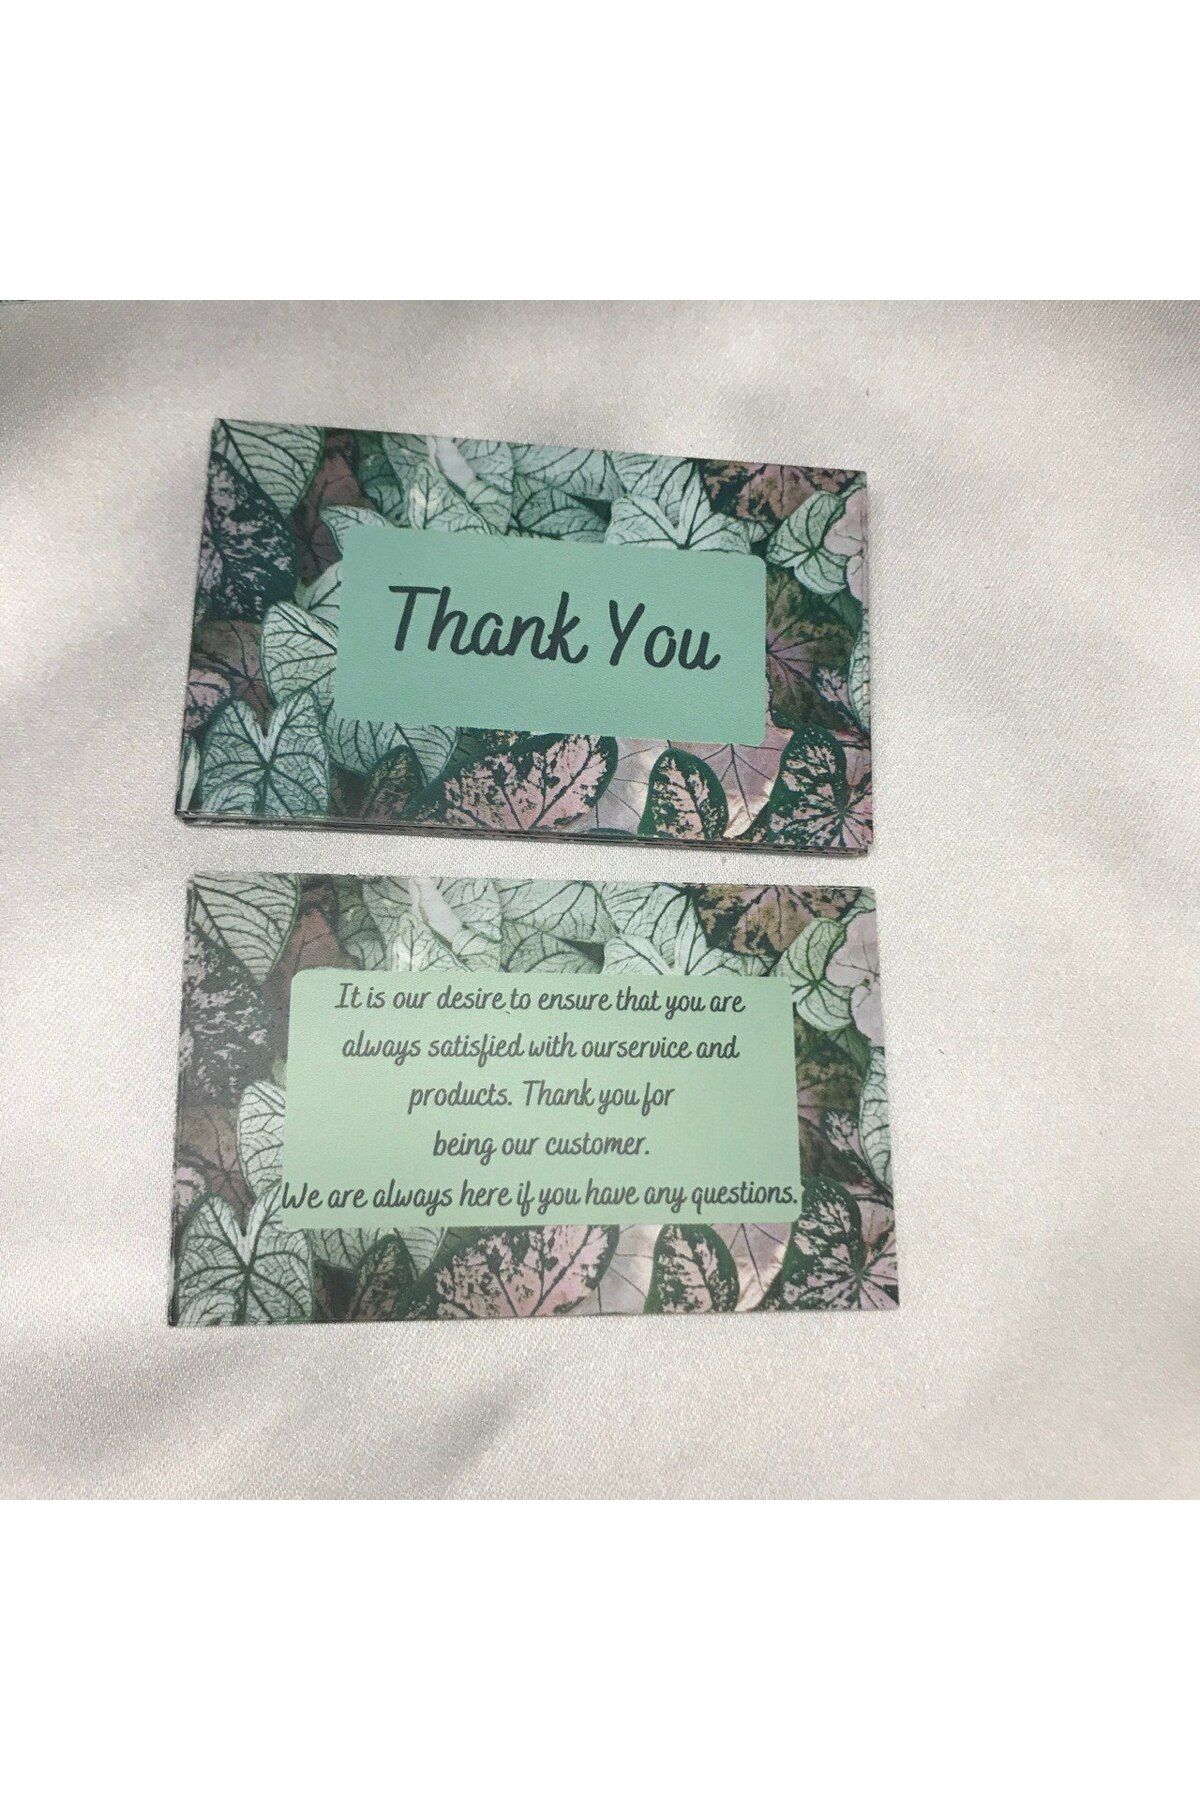 Thank You
It is our desire to ensure that you are
always satisfied with ourservice and
products. Thank you for
being our customer.
We are always here if you have any questions.